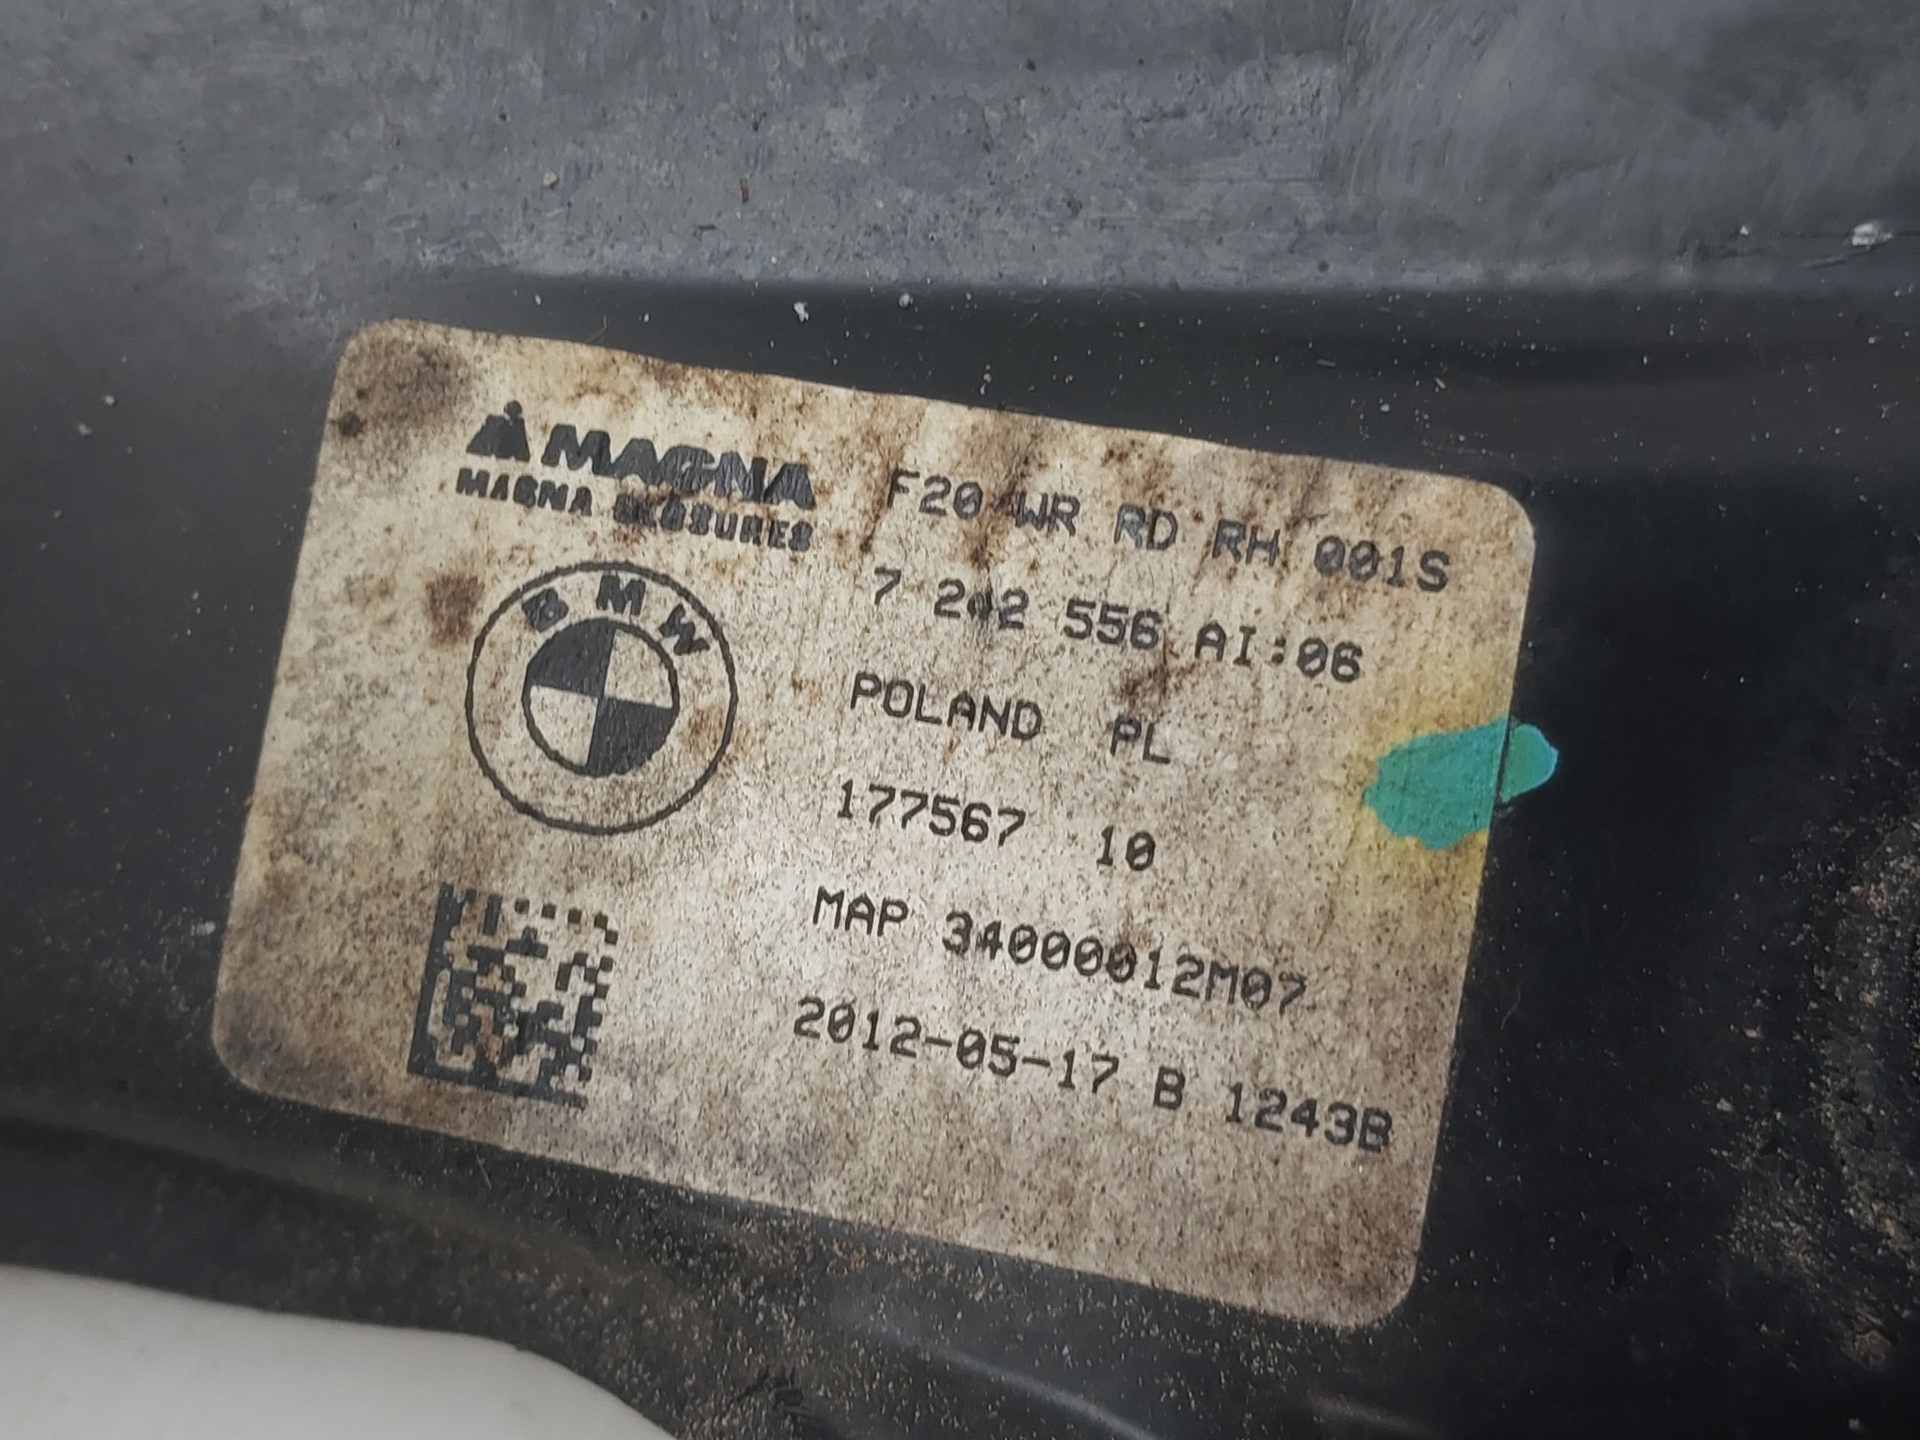 MAGNA
MAGNA CLOSURES
BMW
F20 WR RD RH 001S
7 242 556 AI:06
POLAND PL
177567 10
MAP 34000012M07
2012-05-17 B 1243B